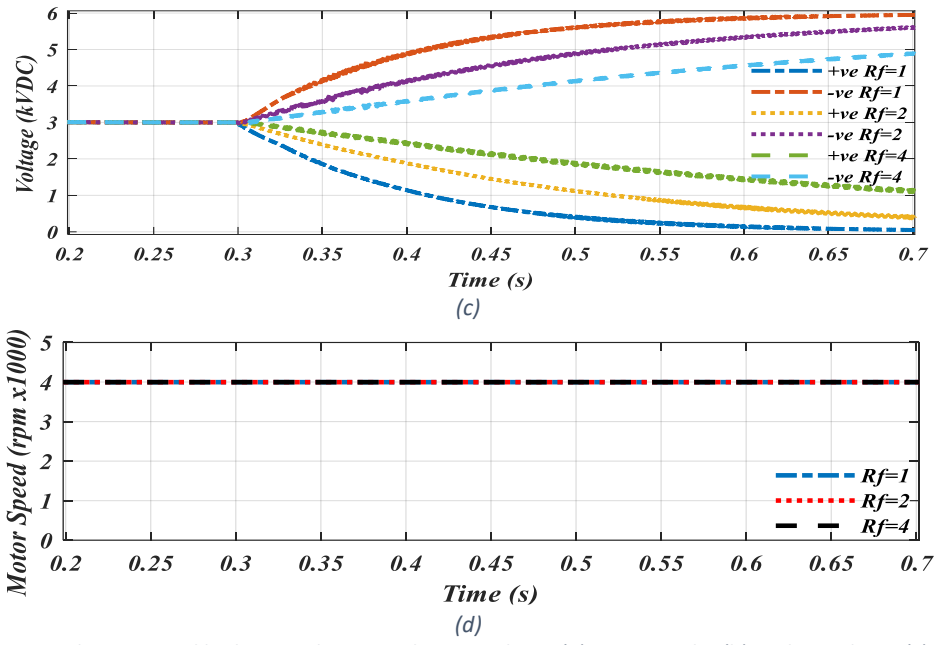 6
5
4
3
2
1
0
Voltage (kVDC)
+ve Rf=1
-ve Rf=1
+ve Rf=2
-ve Rf=2
+ve Rf=4
-ve Rf=4
0.2 0.25 0.3 0.35 0.4 0.45 0.5 0.55 0.6 0.65 0.7
Time (s)
(c)
5
4
3
2
1
0
Motor Speed (rpm x1000)
Rf=1
Rf=2
Rf=4
0.2 0.25 0.3 0.35 0.4 0.45 0.5 0.55 0.6 0.65 0.7
Time (s)
(d)